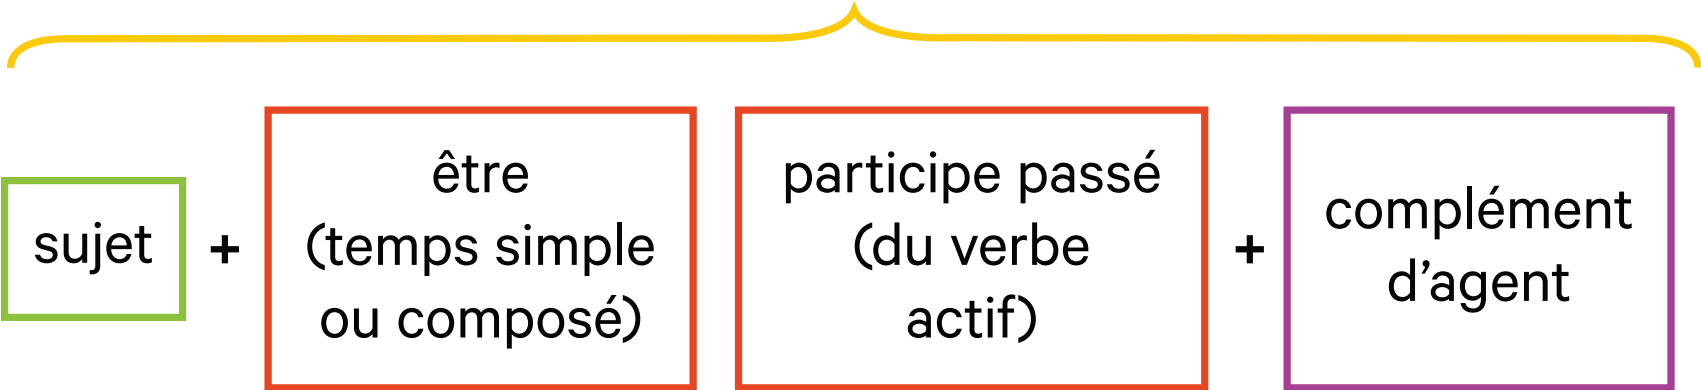 sujet
+
être
(temps simple
ou composé)
participe passé
(du verbe
actif)
+
complément
d’agent